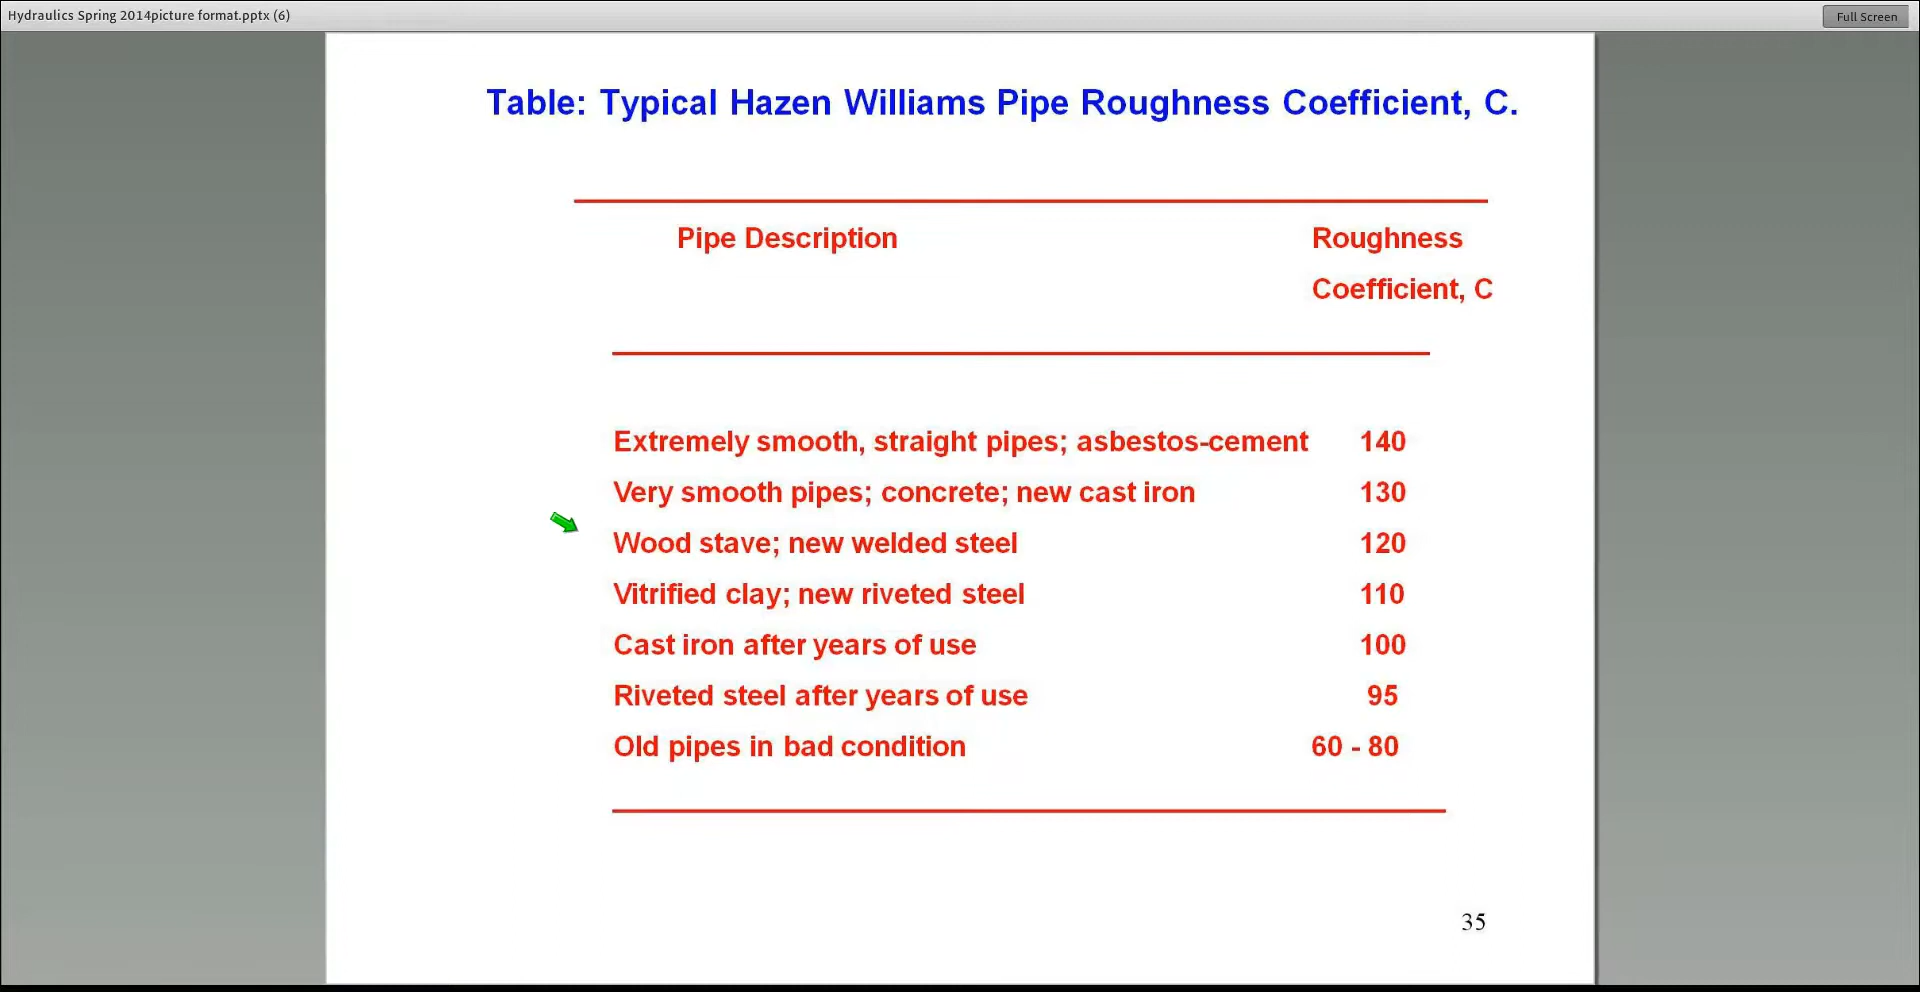 Hydraulics Spring 2014picture format.pptx (6)
Full Screen
Table: Typical Hazen Williams Pipe Roughness Coefficient, C.
Pipe Description Roughness
Coefficient, C
Extremely smooth, straight pipes; asbestos-cement 140
Very smooth pipes; concrete; new cast iron 130
Wood stave; new welded steel 120
Vitrified clay; new riveted steel 110
Cast iron after years of use 100
Riveted steel after years of use 95
Old pipes in bad condition 60 - 80
35